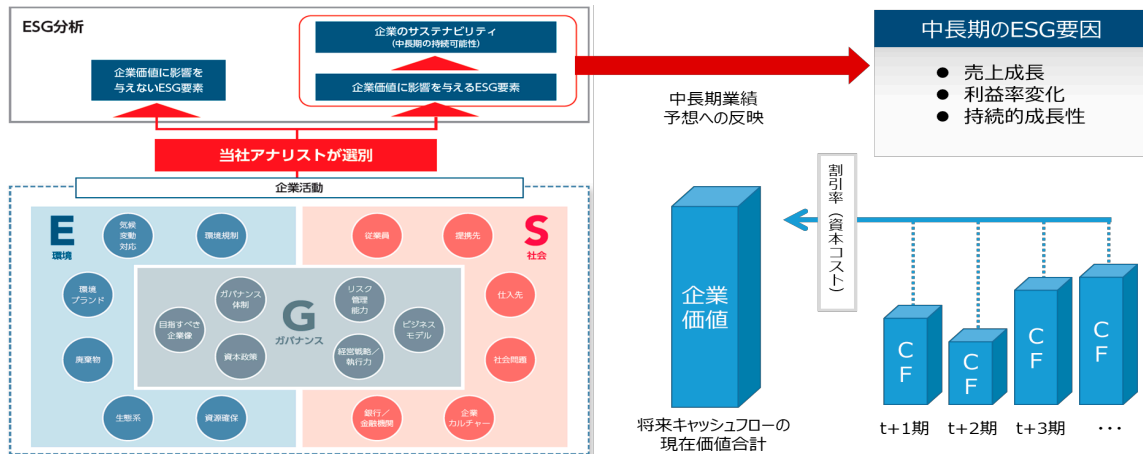 ESG分析
企業価値に影響を
与えないESG要素
企業のサステナビリティ
(中長期の持続可能性)
企業価値に影響を与えるESG要素
当社アナリストが選別
企業活動
E
環境
気候
変動
対応
環境規制
環境
ブランド
廃棄物
生態系
資源確保
S
社会
従業員
提携先
仕入先
社会問題
銀行／
金融機関
企業
カルチャー
G
ガバナンス
目指すべき
企業像
ガバナンス
体制
資本政策
リスク
管理
能力
ビジネス
モデル
経営戦略／
執行力
中長期業績
予想への反映
中長期のESG要因
● 売上成長
● 利益率変化
● 持続的成長性
割引率（資本コスト）
企業
価値
将来キャッシュフローの
現在価値合計
CF
CF
CF
CF
t+1期
t+2期
t+3期
・・・